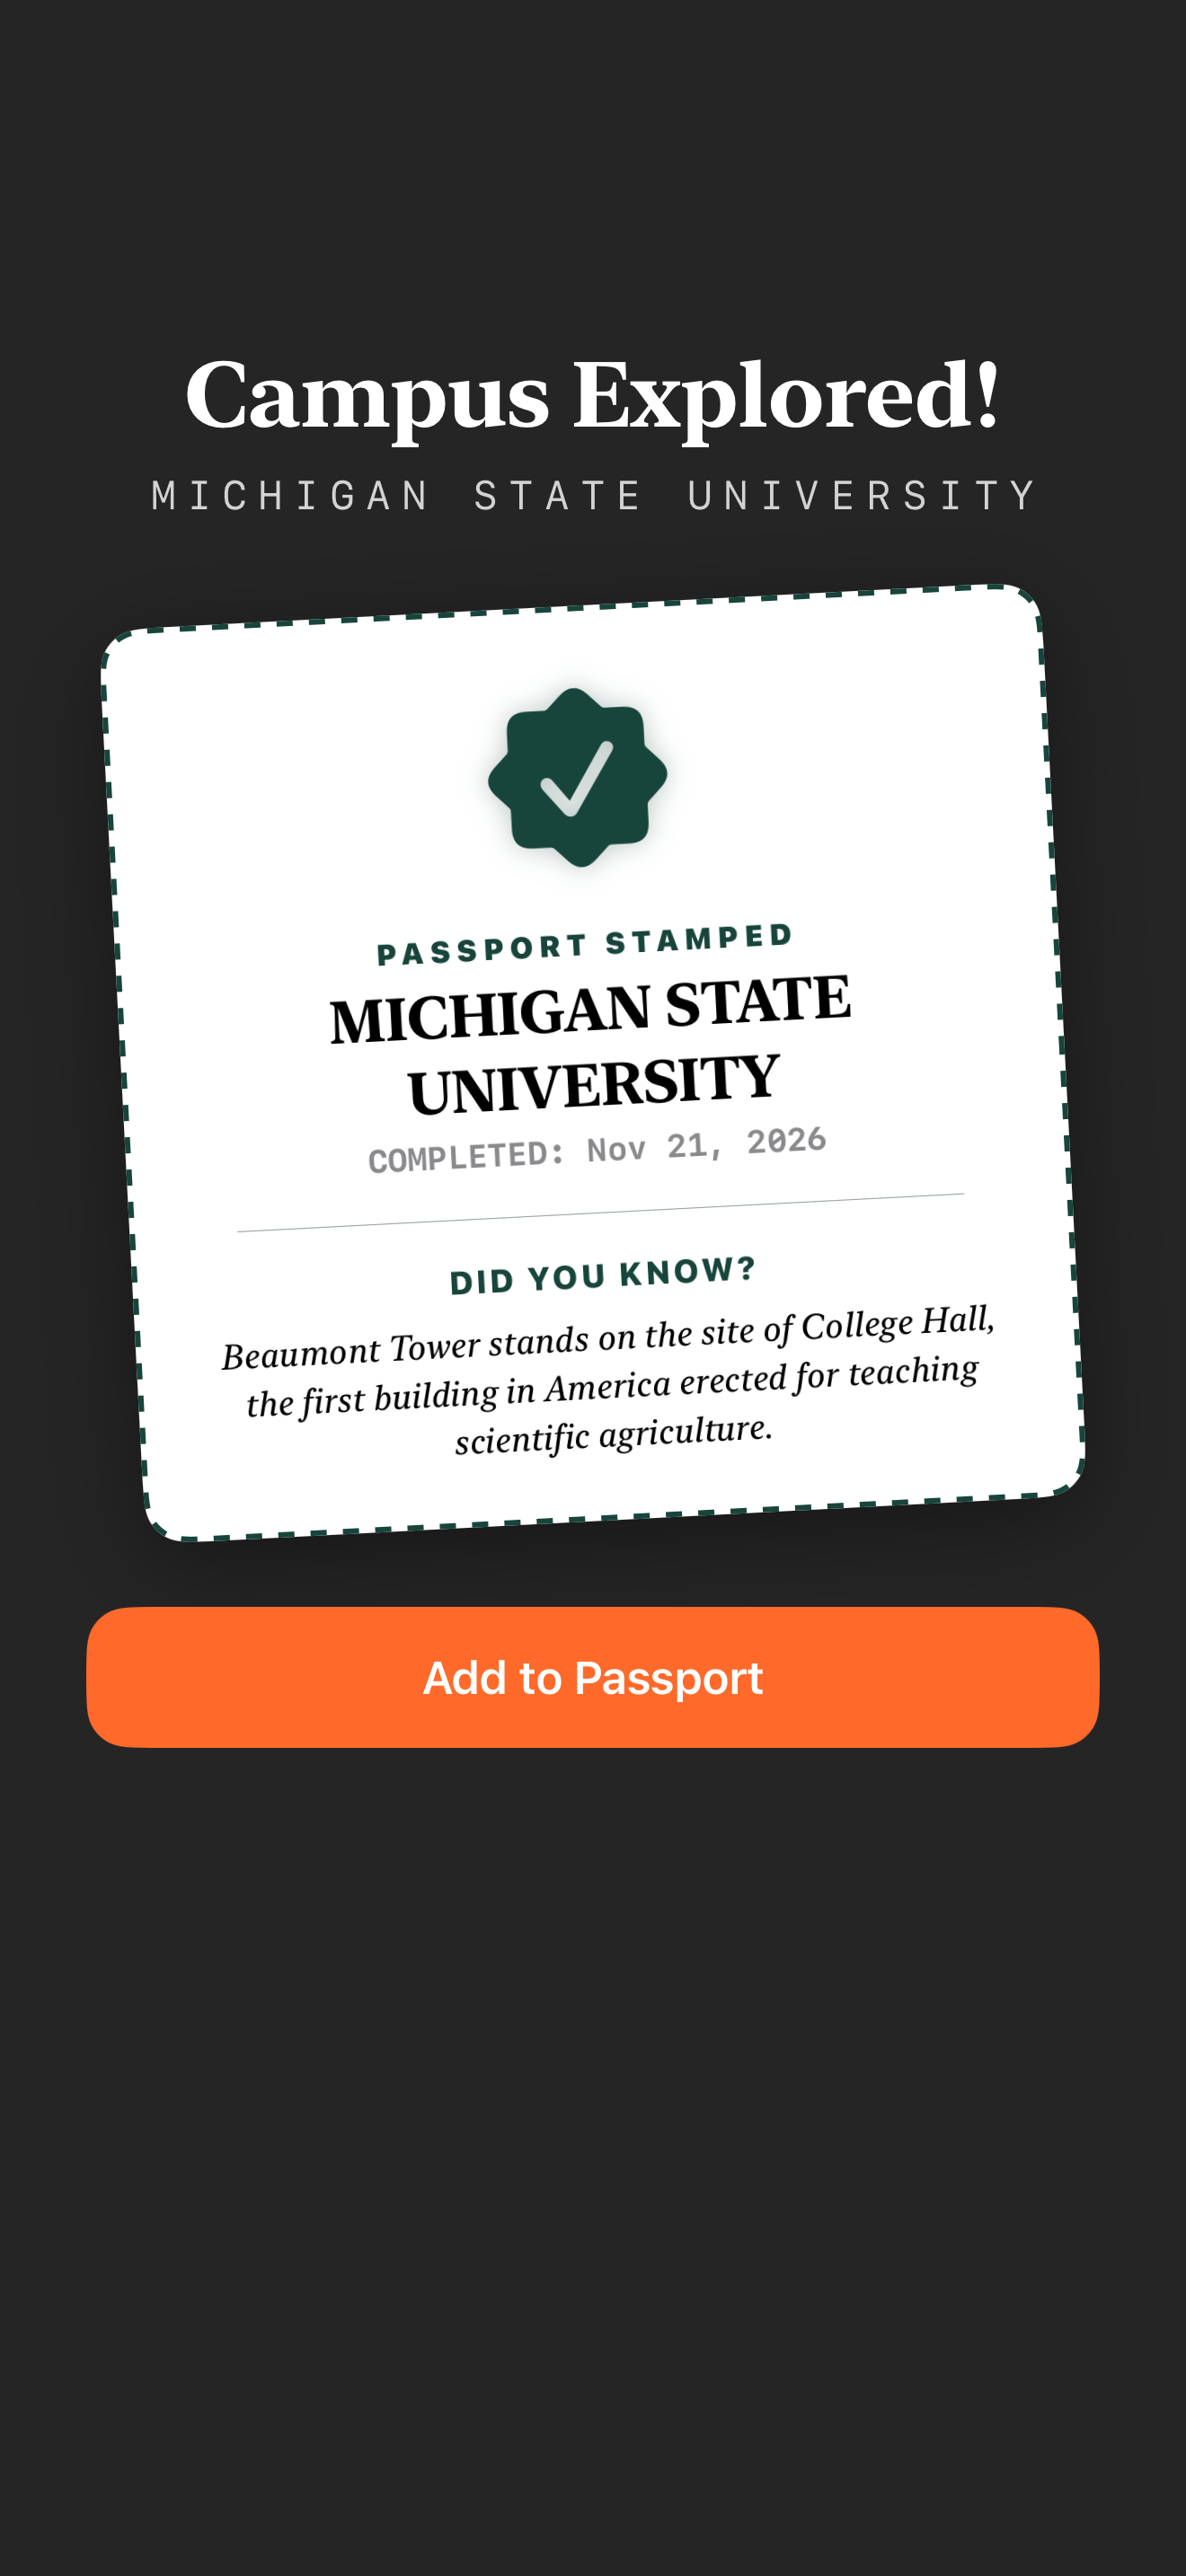 Campus Explored!
MICHIGAN STATE UNIVERSITY
PASSPORT STAMPED
MICHIGAN STATE
UNIVERSITY
COMPLETED: Nov 21, 2026
DID YOU KNOW?
Beaumont Tower stands on the site of College Hall,
the first building in America erected for teaching
scientific agriculture.
Add to Passport